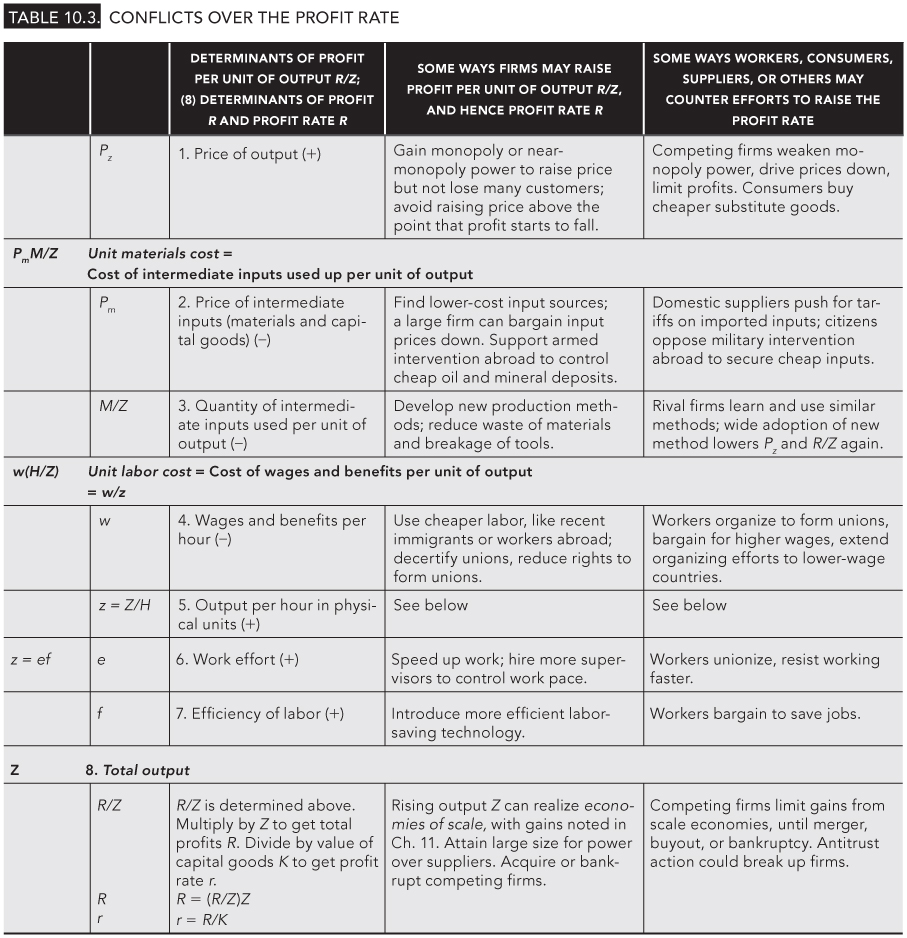 TABLE 10.3. CONFLICTS OVER THE PROFIT RATE
DETERMINANTS OF PROFIT
PER UNIT OF OUTPUT R/Z;
(8) DETERMINANTS OF PROFIT
R AND PROFIT RATE R
SOME WAYS FIRMS MAY RAISE
PROFIT PER UNIT OF OUTPUT R/Z,
AND HENCE PROFIT RATE R
SOME WAYS WORKERS, CONSUMERS,
SUPPLIERS, OR OTHERS MAY
COUNTER EFFORTS TO RAISE THE
PROFIT RATE
Pz
1. Price of output (+)
Gain monopoly or near-
monopoly power to raise price
but not lose many customers;
avoid raising price above the
point that profit starts to fall.
Competing firms weaken mo-
nopoly power, drive prices down,
limit profits. Consumers buy
cheaper substitute goods.
PmM/Z Unit materials cost =
Cost of intermediate inputs used up per unit of output
Pm
2. Price of intermediate
inputs (materials and capi-
tal goods) (−)
Find lower-cost input sources;
a large firm can bargain input
prices down. Support armed
intervention abroad to control
cheap oil and mineral deposits.
Domestic suppliers push for tar-
iffs on imported inputs; citizens
oppose military intervention
abroad to secure cheap inputs.
M/Z
3. Quantity of intermedi-
ate inputs used per unit of
output (−)
Develop new production meth-
ods; reduce waste of materials
and breakage of tools.
Rival firms learn and use similar
methods; wide adoption of new
method lowers Pz and R/Z again.
w(H/Z) Unit labor cost = Cost of wages and benefits per unit of output
= w/z
w
4. Wages and benefits per
hour (−)
Use cheaper labor, like recent
immigrants or workers abroad;
decertify unions, reduce rights to
form unions.
Workers organize to form unions,
bargain for higher wages, extend
organizing efforts to lower-wage
countries.
z = Z/H
5. Output per hour in physi-
cal units (+)
See below
See below
z = ef
e
6. Work effort (+)
Speed up work; hire more super-
visors to control work pace.
Workers unionize, resist working
faster.
f
7. Efficiency of labor (+)
Introduce more efficient labor-
saving technology.
Workers bargain to save jobs.
Z 8. Total output
R/Z
R/Z is determined above.
Multiply by Z to get total
profits R. Divide by value of
capital goods K to get profit
rate r.
Rising output Z can realize econo-
mies of scale, with gains noted in
Ch. 11. Attain large size for power
over suppliers. Acquire or bank-
rupt competing firms.
Competing firms limit gains from
scale economies, until merger,
buyout, or bankruptcy. Antitrust
action could break up firms.
R R = (R/Z)Z
r r = R/K